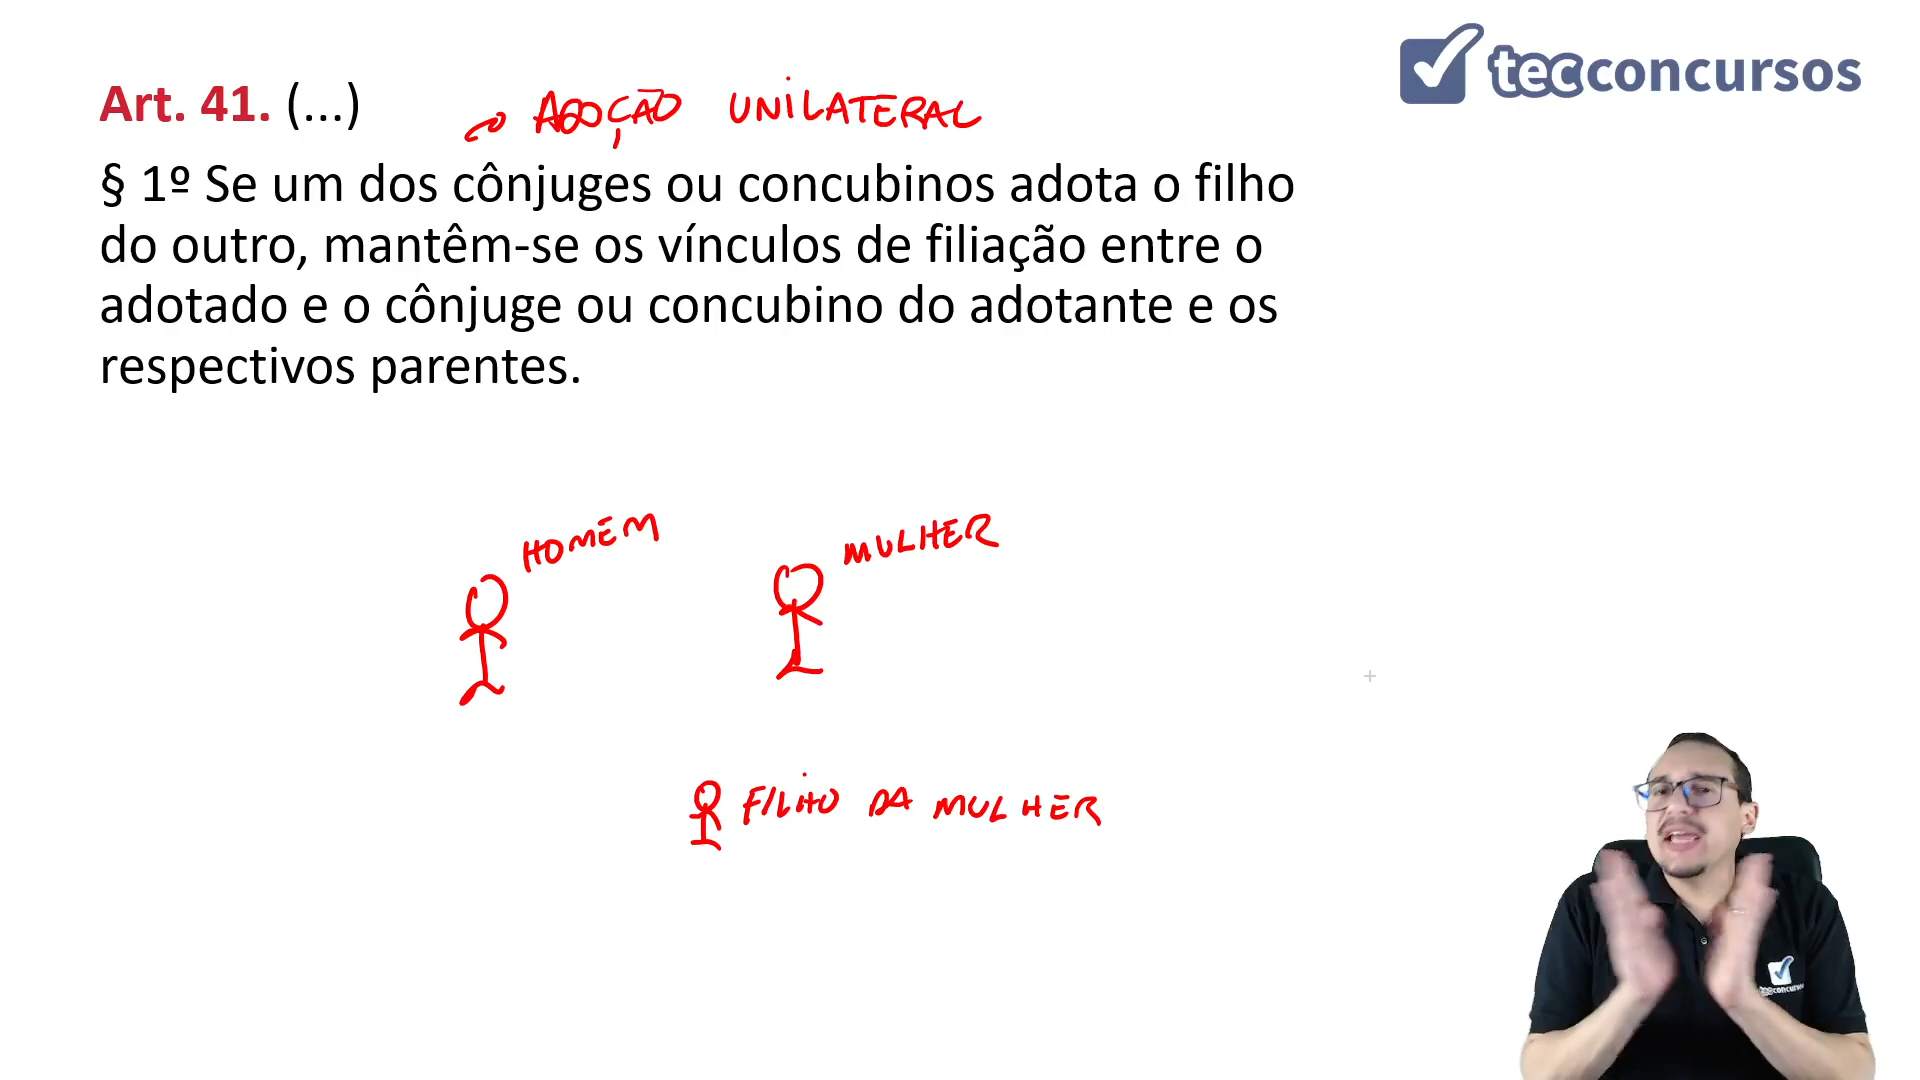 tecconcursos
Art. 41. (...)
ADOÇÃO UNILATERAL
§ 1º Se um dos cônjuges ou concubinos adota o filho
do outro, mantêm-se os vínculos de filiação entre o
adotado e o cônjuge ou concubino do adotante e os
respectivos parentes.
HOMEM
MULHER
FILHO DA MULHER
tecconcursos